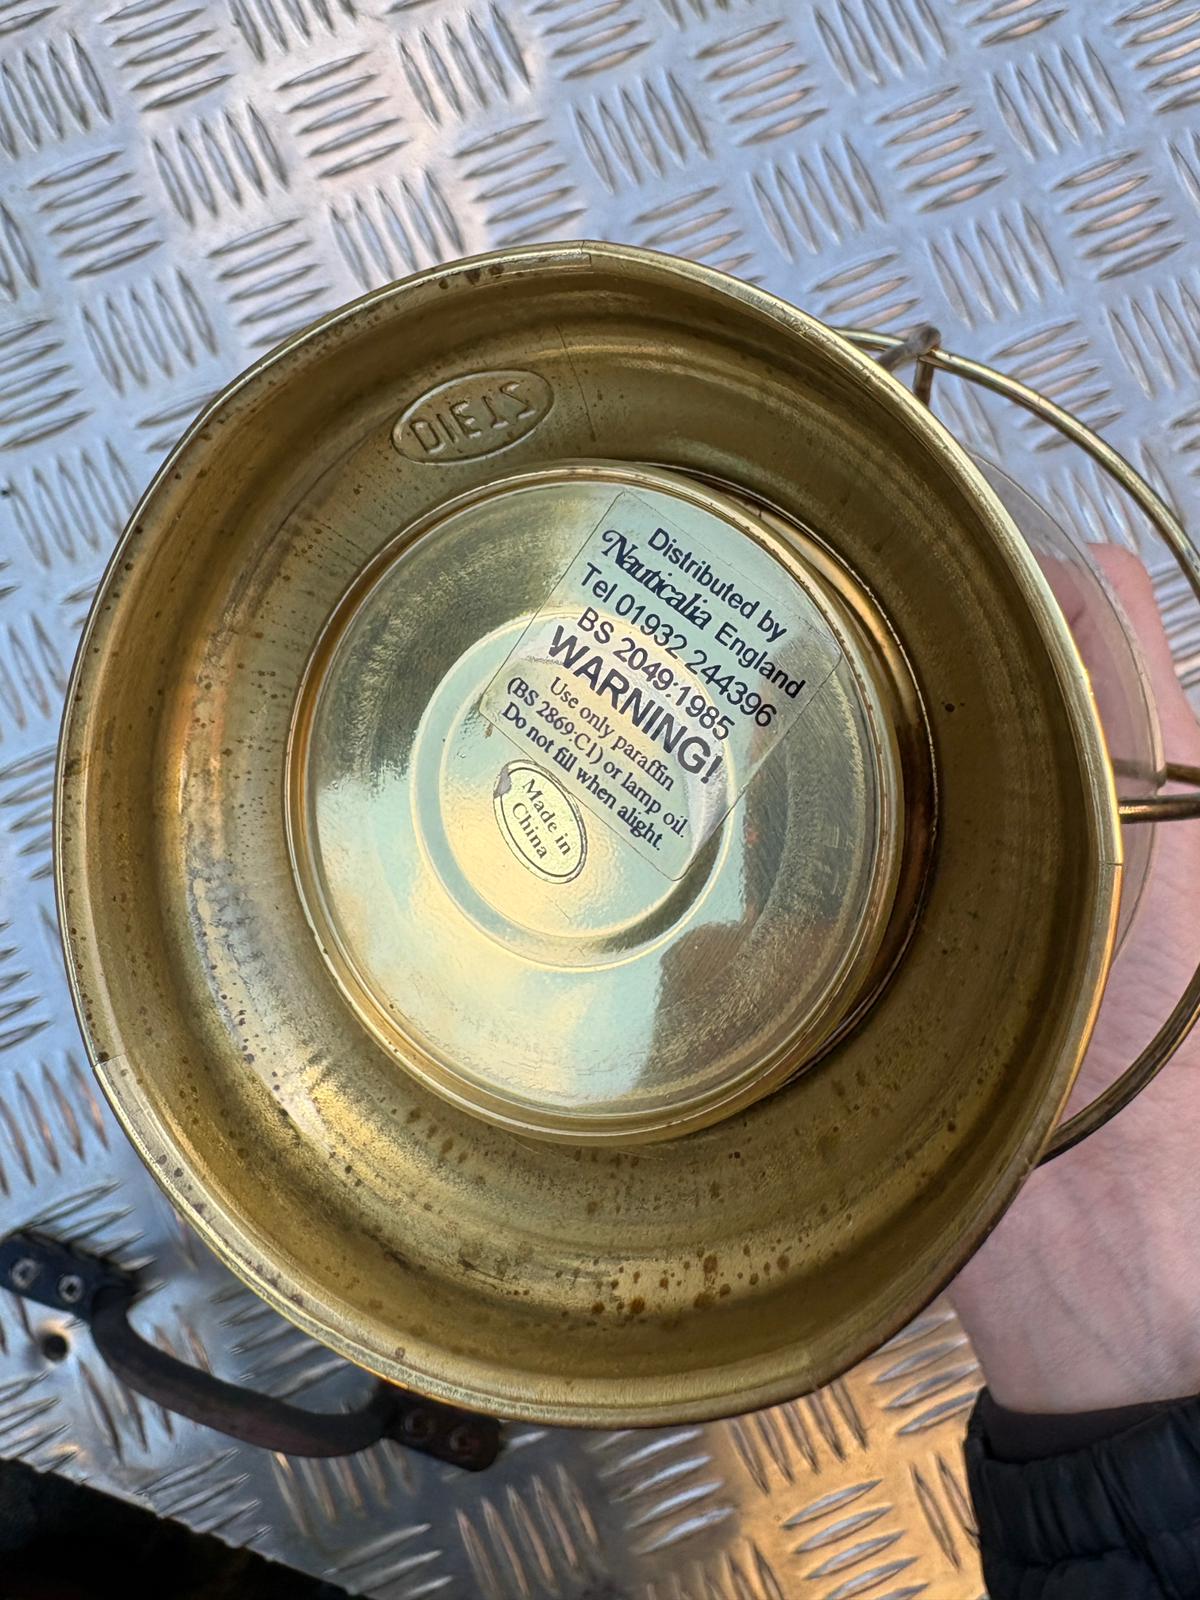 DIETZ
Distributed by
Nauticalia England
Tel 01932 244396
BS 2049:1985
WARNING!
Use only paraffin
(BS 2869:C1) or lamp oil.
Do not fill when alight.
Made in
China